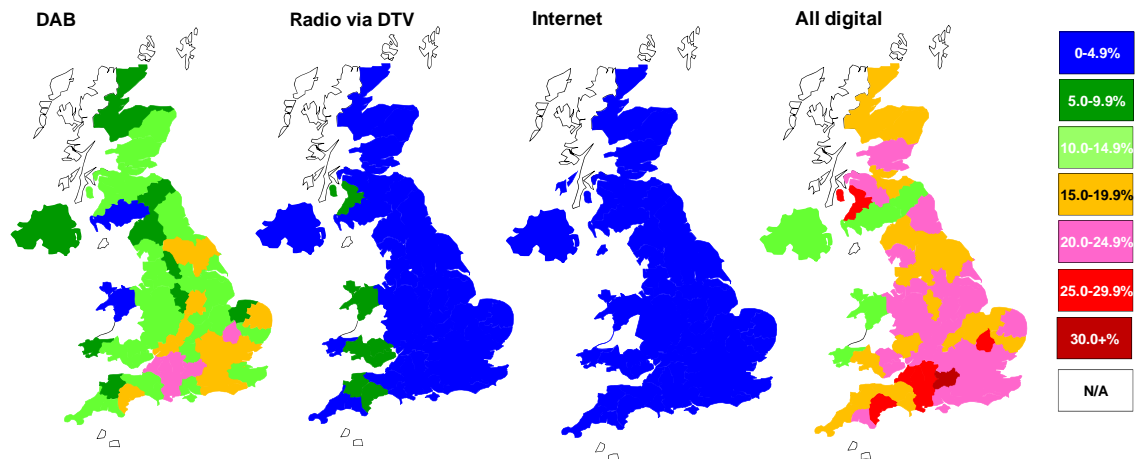 DAB
Radio via DTV
Internet
All digital
0-4.9%
5.0-9.9%
10.0-14.9%
15.0-19.9%
20.0-24.9%
25.0-29.9%
30.0+%
N/A